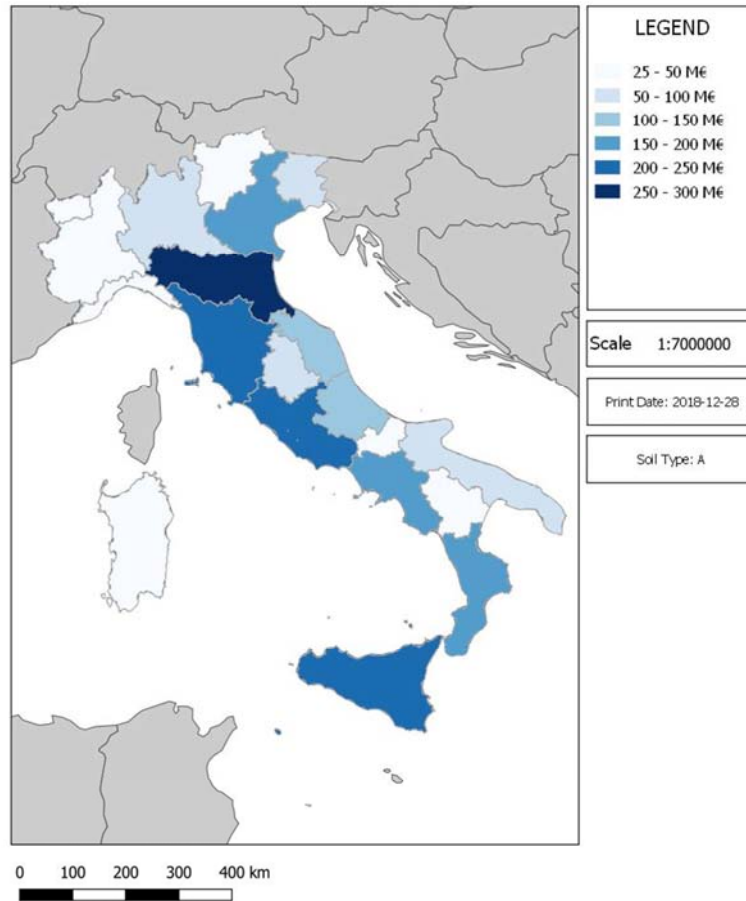 LEGEND
25 - 50 M€
50 - 100 M€
100 - 150 M€
150 - 200 M€
200 - 250 M€
250 - 300 M€
Scale 1:7000000
Print Date: 2018-12-28
Soil Type: A
0 100 200 300 400 km